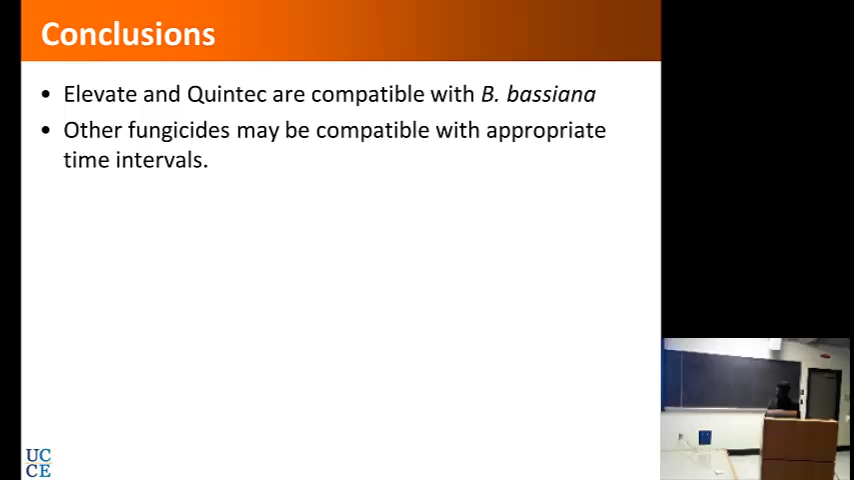 Conclusions
• Elevate and Quintec are compatible with B. bassiana
• Other fungicides may be compatible with appropriate
time intervals.
UC
CE